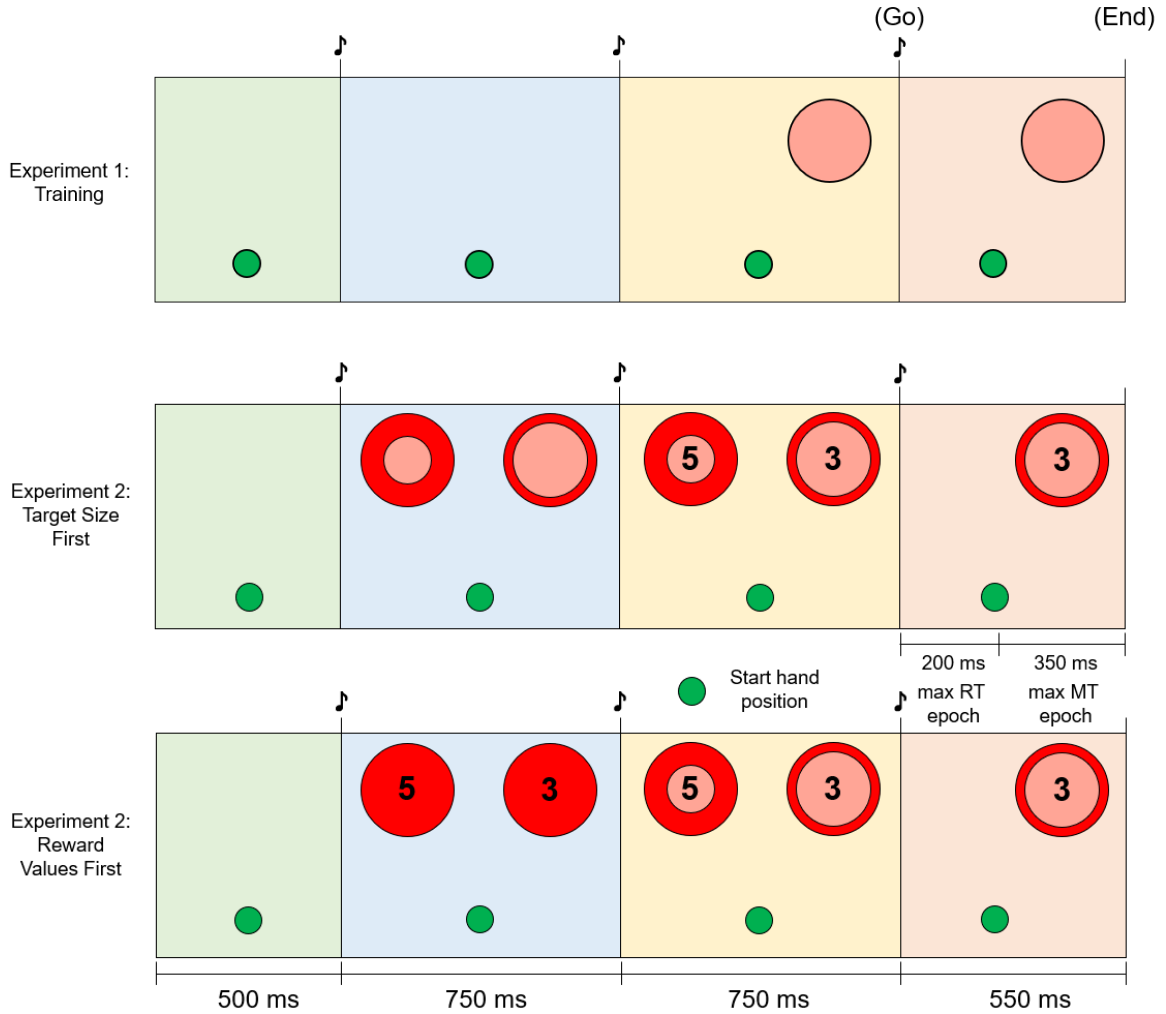 (Go)
(End)
Experiment 1:
Training
Experiment 2:
Target Size
First
5
3
3
200 ms
max RT
epoch
350 ms
max MT
epoch
Start hand
position
Experiment 2:
Reward
Values First
5
3
5
3
3
500 ms
750 ms
750 ms
550 ms